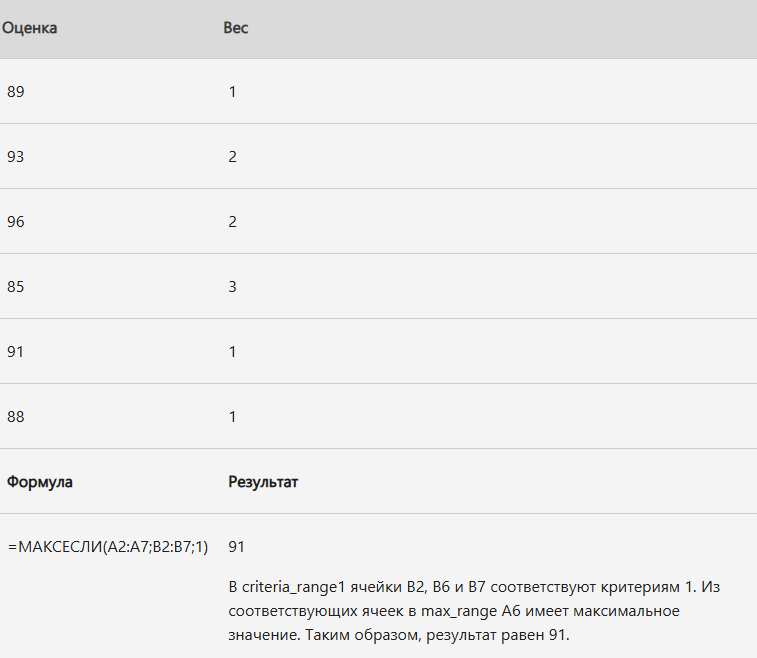 Оценка Вес
89 1
93 2
96 2
85 3
91 1
88 1
Формула Результат
=МАКСЕСЛИ(A2:A7;B2:B7;1) 91
В criteria_range1 ячейки B2, B6 и B7 соответствуют критериям 1. Из
соответствующих ячеек в max_range A6 имеет максимальное
значение. Таким образом, результат равен 91.